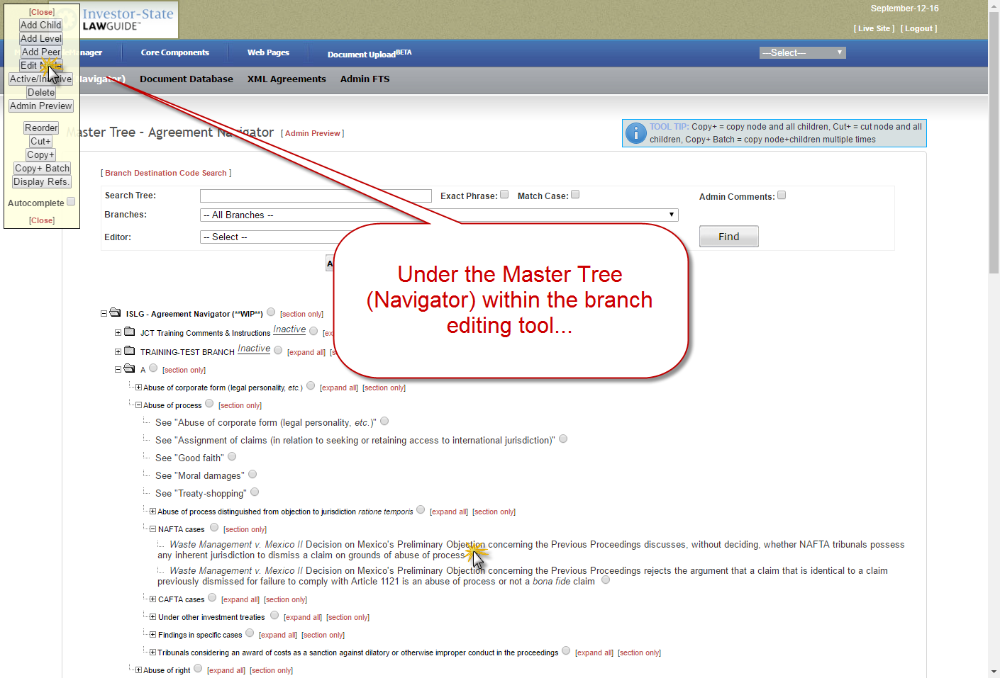 [Close]
Add Child
Add Level
Add Peer
Edit
Active/In
Delete
Admin Preview
Reorder
Cut+
Copy+
Copy+ Batch
Display Refs.
Autocomplete
[Close]
Investor-State
LAWGUIDE™
September-12-16
[ Live Site ] [ Logout ]
Manager
Core Components
Web Pages
Document Upload BETA
---Select---
Navigator)
Document Database
XML Agreements
Admin FTS
Master Tree - Agreement Navigator [ Admin Preview ]
TOOL TIP: Copy+ = copy node and all children, Cut+ = cut node and all
children, Copy+ Batch = copy node+children multiple times
[ Branch Destination Code Search ]
Search Tree:
Exact Phrase:
Match Case:
Admin Comments:
Branches:
-- All Branches --
Editor:
-- Select --
Find
A
Under the Master Tree
(Navigator) within the branch
editing tool...
ISLG - Agreement Navigator (**WIP**) [section only]
JCT Training Comments & Instructions Inactive [ex
TRAINING-TEST BRANCH Inactive [expand all] [s
A [section only]
Abuse of corporate form (legal personality, etc.) [expand all] [section only]
Abuse of process [section only]
See "Abuse of corporate form (legal personality, etc.)"
See "Assignment of claims (in relation to seeking or retaining access to international jurisdiction)"
See "Good faith"
See "Moral damages"
See "Treaty-shopping"
Abuse of process distinguished from objection to jurisdiction ratione temporis [expand all] [section only]
NAFTA cases [section only]
Waste Management v. Mexico II Decision on Mexico's Preliminary Objection concerning the Previous Proceedings discusses, without deciding, whether NAFTA tribunals possess
any inherent jurisdiction to dismiss a claim on grounds of abuse of process
Waste Management v. Mexico II Decision on Mexico's Preliminary Objection concerning the Previous Proceedings rejects the argument that a claim that is identical to a claim
previously dismissed for failure to comply with Article 1121 is an abuse of process or not a bona fide claim
CAFTA cases [expand all] [section only]
Under other investment treaties [expand all] [section only]
Findings in specific cases [expand all] [section only]
Tribunals considering an award of costs as a sanction against dilatory or otherwise improper conduct in the proceedings [expand all] [section only]
Abuse of right [expand all] [section only]